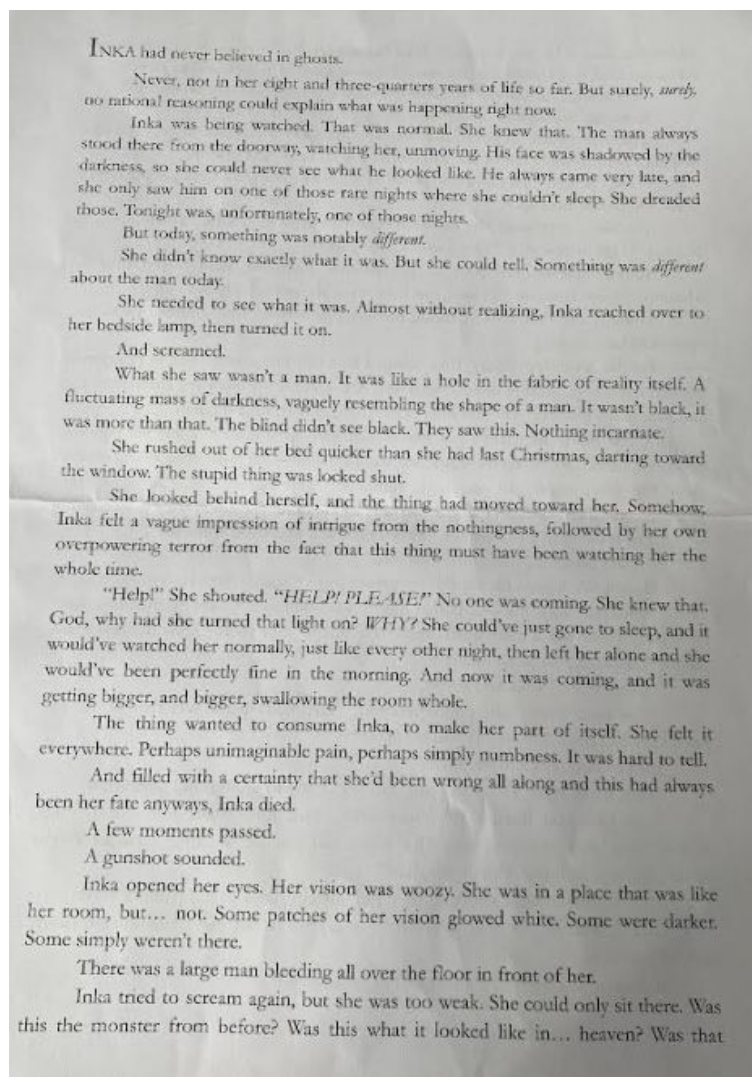 INKA had never believed in ghosts.
Never, not in her eight and three-quarters years of life so far. But surely, surely,
no rational reasoning could explain what was happening right now.
Inka was being watched. That was normal. She knew that. The man always
stood there from the doorway, watching her, unmoving. His face was shadowed by the
darkness, so she could never see what he looked like. He always came very late, and
she only saw him on one of those rare nights where she couldn't sleep. She dreaded
those. Tonight was, unfortunately, one of those nights.
But today, something was notably different.
She didn't know exactly what it was. But she could tell. Something was different
about the man today.
She needed to see what it was. Almost without realizing, Inka reached over to
her bedside lamp, then turned it on.
And screamed.
What she saw wasn't a man. It was like a hole in the fabric of reality itself. A
fluctuating mass of darkness, vaguely resembling the shape of a man. It wasn't black, it
was more than that. The blind didn't see black. They saw this. Nothing incarnate.
She rushed out of her bed quicker than she had last Christmas, darting toward
the window. The stupid thing was locked shut.
She looked behind herself, and the thing had moved toward her. Somehow,
Inka felt a vague impression of intrigue from the nothingness, followed by her own
overpowering terror from the fact that this thing must have been watching her the
whole time.
"Help!" She shouted. "HELP! PLEASE!" No one was coming. She knew that.
God, why had she turned that light on? WHY? She could've just gone to sleep, and it
would've watched her normally, just like every other night, then left her alone and she
would've been perfectly fine in the morning. And now it was coming, and it was
getting bigger, and bigger, swallowing the room whole.
The thing wanted to consume Inka, to make her part of itself. She felt it
everywhere. Perhaps unimaginable pain, perhaps simply numbness. It was hard to tell.
And filled with a certainty that she'd been wrong all along and this had always
been her fate anyways, Inka died.
A few moments passed.
A gunshot sounded.
Inka opened her eyes. Her vision was woozy. She was in a place that was like
her room, but... not. Some patches of her vision glowed white. Some were darker.
Some simply weren't there.
There was a large man bleeding all over the floor in front of her.
Inka tried to scream again, but she was too weak. She could only sit there. Was
this the monster from before? Was this what it looked like in... heaven? Was that